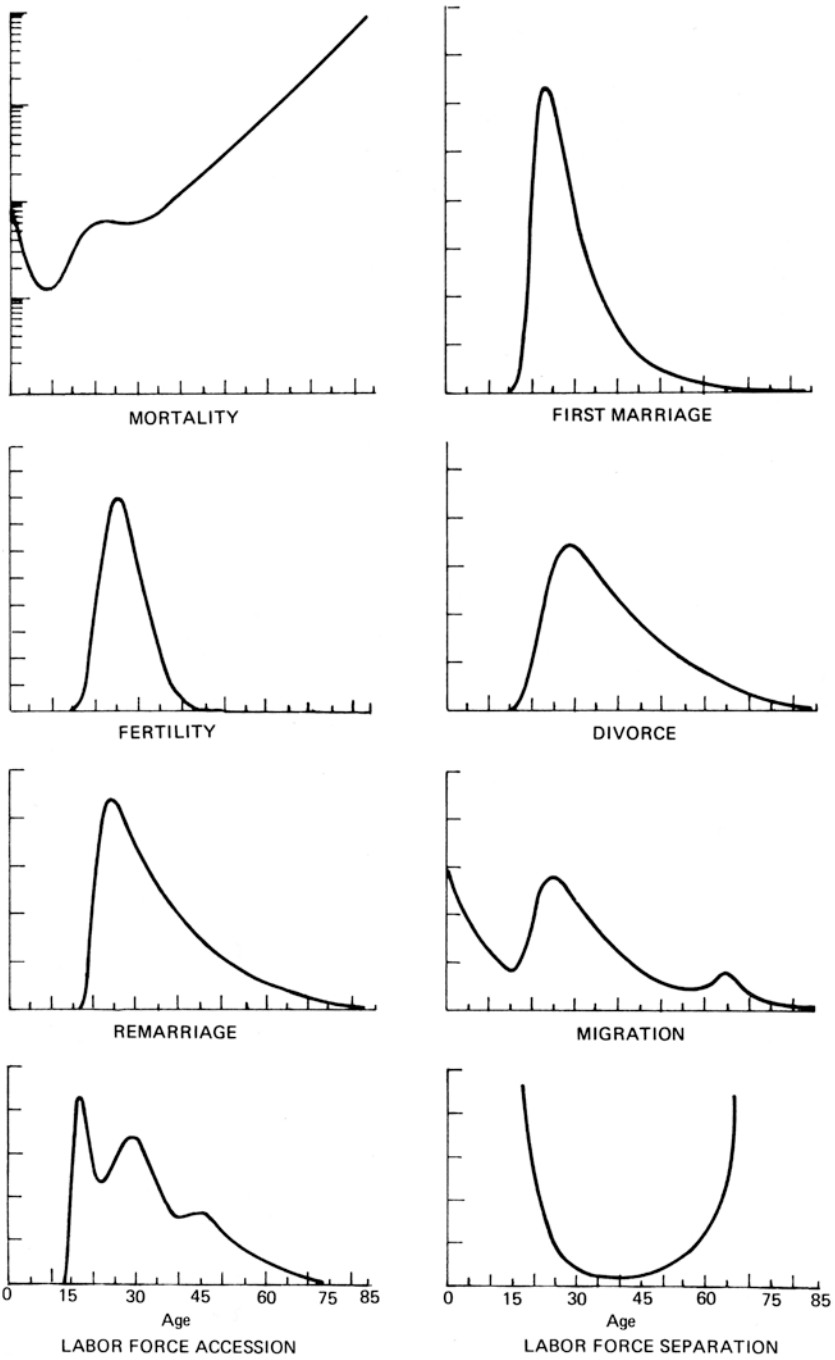 MORTALITY
FIRST MARRIAGE
FERTILITY
DIVORCE
REMARRIAGE
MIGRATION
0 15 30 45 60 75 85
Age
LABOR FORCE ACCESSION
0 15 30 45 60 75 85
Age
LABOR FORCE SEPARATION